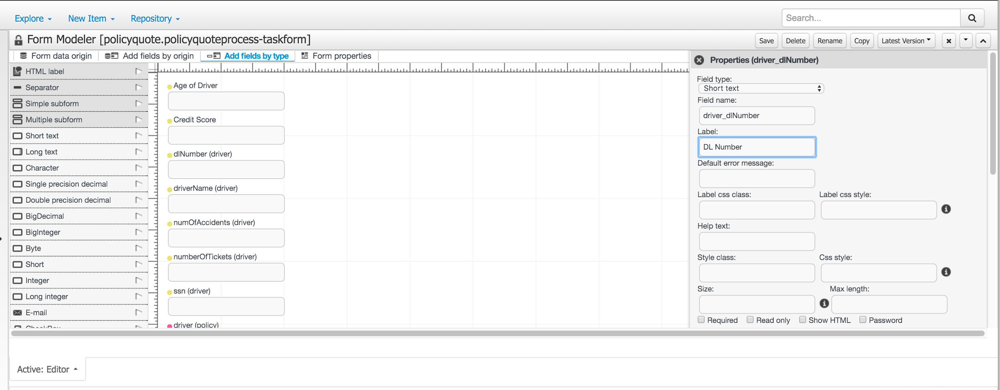 Explore New Item Repository Search...
Form Modeler [policyquote.policyquoteprocess-taskform] Save Delete Rename Copy Latest Version
Form data origin Add fields by origin Add fields by type Form properties
HTML label
Separator
Simple subform
Multiple subform
Short text
Long text
Character
Single precision decimal
Double precision decimal
BigDecimal
BigInteger
Byte
Short
Integer
Long integer
E-mail
CheckBox
Age of Driver
Credit Score
dlNumber (driver)
driverName (driver)
numOfAccidents (driver)
numberOfTickets (driver)
ssn (driver)
driver (policy)
Properties (driver_dlNumber)
Field type:
Short text
Field name:
driver_dlNumber
Label:
DL Number
Default error message:
Label css class: Label css style:
Help text:
Style class: Css style:
Size: Max length:
Required Read only Show HTML Password
Active: Editor